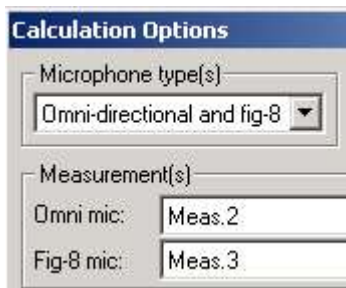 Calculation Options
Microphone type(s)
Omni-directional and fig-8
Measurement(s)
Omni mic: Meas.2
Fig-8 mic: Meas.3